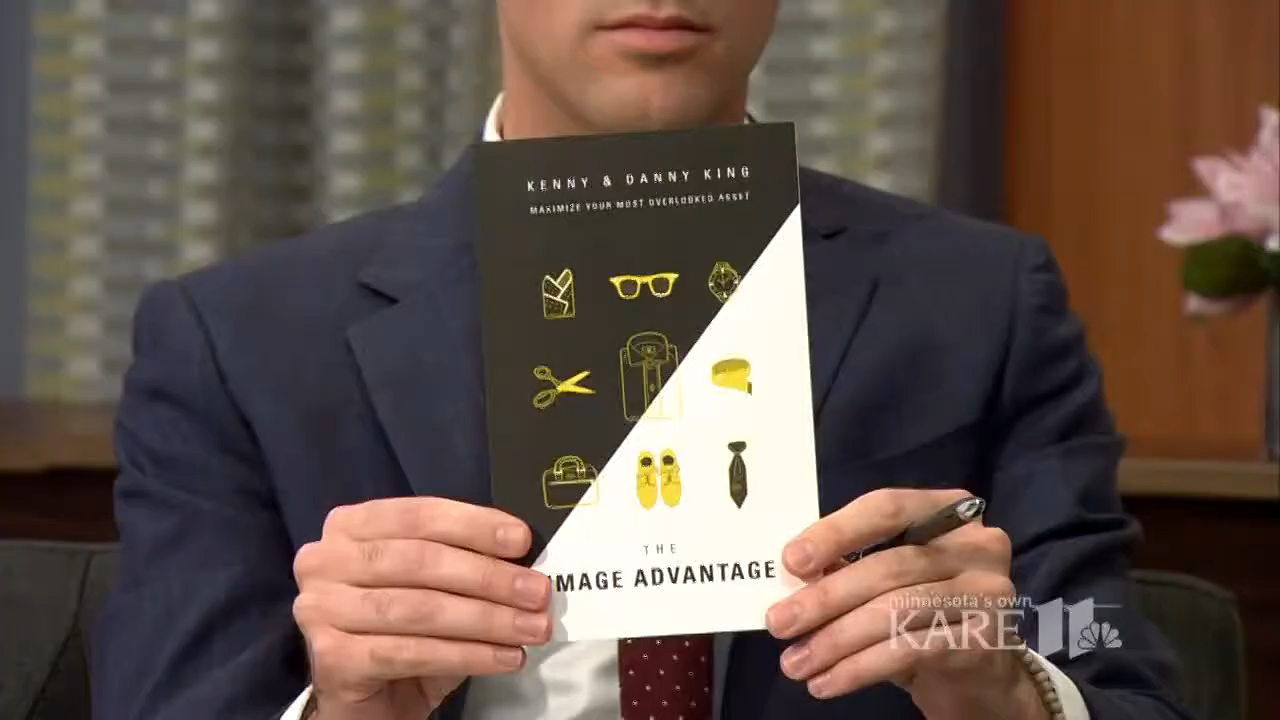 KENNY & DANNY KING
MAXIMIZE YOUR MOST OVERLOOKED ASSET
THE
IMAGE ADVANTAGE
minnesota's own
KARE 11